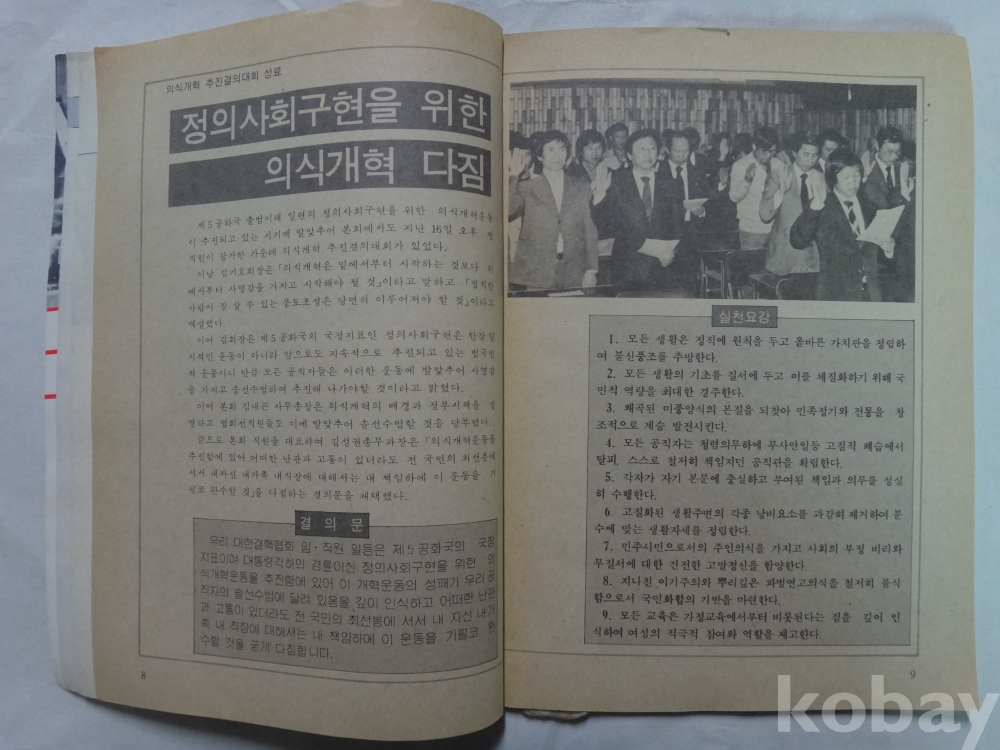 의식개혁 추진결의대회 성료
정의사회구현을 위한
의식개혁 다짐
제5공화국 출범이래 일련의 정의사회구현을 위한 의식개혁운동
이 추진되고 있는 시기에 발맞추어 본회에서도 지난 16일 오후 전
직원이 참가한 가운데 의식개혁 추진결의대회가 있었다.
이날 김기호회장은 「의식개혁은 밑에서부터 시작하는 것보다 위
에서부터 사명감을 가지고 시작해야 될 것」이라고 말하고 「정직한
사람이 잘 살 수 있는 풍토조성은 당연히 이루어져야 할 것」이라고
역설했다.
이어 김회장은 제5공화국의 국정지표인 정의사회구현은 한갖 일
시적인 운동이 아니라 앞으로도 지속적으로 추진되고 있는 범국민
적 운동이니 만큼 모든 공직자들은 이러한 운동에 발맞추어 사명감
을 가지고 솔선수범하여 추진해 나가야할 것이라고 밝혔다.
이어 본회 김새곤 사무총장은 의식개혁의 배경과 정부시책을 설
명하고 협회전직원들도 이에 발맞추어 솔선수범할 것을 당부했다.
끝으로 본회 직원을 대표하여 김성권총무과장은 「의식개혁운동을
추진함에 있어 어떠한 난관과 고통이 있더라도 전 국민의 최선봉에
서서 내자신 내가족 내직장에 대해서는 내 책임하에 이 운동을 기
필코 완수할 것」을 다짐하는 결의문을 채택했다.
결의문
우리 대한결핵협회 임·직원 일동은 제5공화국의 국정
지표이며 대통령각하의 경륜이신 정의사회구현을 위한 의
식개혁운동을 추진함에 있어 이 개혁운동의 성패가 우리 공
직자의 솔선수범에 달려 있음을 깊이 인식하고 어떠한 난관
과 고통이 있더라도 전 국민의 최선봉에 서서 내 자신 내 가
족 내 직장에 대해새는 내 책임하에 이 운동을 기필코 완
수할 것을 굳게 다짐합니다.
8
실천요강
1. 모든 생활은 정직에 원칙을 두고 올바른 가치관을 정립하
여 불신풍조를 추방한다.
2. 모든 생활의 기초를 질서에 두고 이를 체질화하기 위해 국
민적 역량을 최대한 경주한다.
3. 왜곡된 미풍양식의 본질을 되찾아 민족정기와 전통을 창
조적으로 계승 발전시킨다.
4. 모든 공직자는 청렴의무하에 무사안일등 고질적 폐습에서
탈피, 스스로 철저히 책임지던 공직관을 확립한다.
5. 각자가 자기 본분에 충실하고 부여된 책임과 의무를 성실
히 수행한다.
6. 고질화된 생활수면의 각종 낭비요소를 과감히 제거하여 분
수에 맞는 생활자세를 정립한다.
7. 민주시민으로서의 주인의식을 가지고 사회의 부정 비리와
무질서에 대한 건전한 고발정신을 함양한다.
8. 지나친 이기주의와 뿌리깊은 파벌연고의식을 철저히 불식
함으로서 국민화합의 기반을 마련한다.
9. 모든 교육은 가정교육에서부터 비롯된다는 점을 깊이 인
식하여 여성의 적극적 참여와 역할을 제고한다.
9
kobay